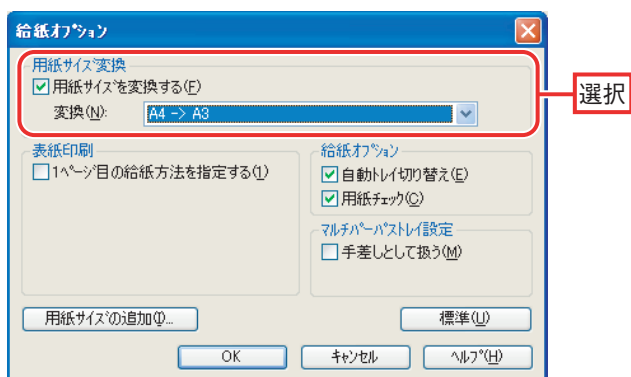 給紙オプション
用紙サイズ変換
用紙サイズを変換する(F)
変換(N): A4 -> A3
選択
表紙印刷
1ページ目の給紙方法を指定する(1)
給紙オプション
自動トレイ切り替え(E)
用紙チェック(C)
マルチパーパストレイ設定
手差しとして扱う(M)
用紙サイズの追加(I)...
標準(U)
OK キャンセル ヘルプ(H)